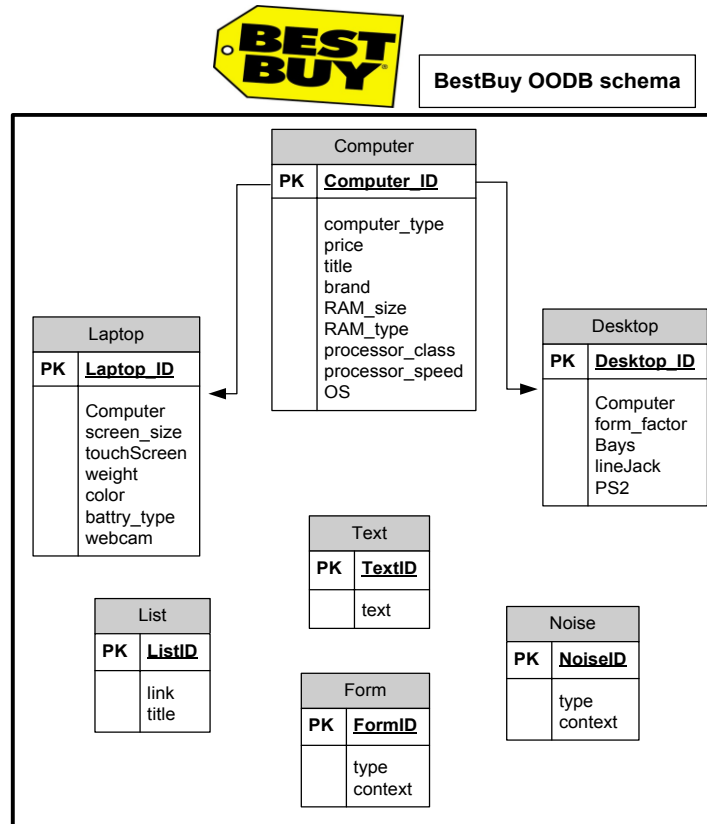 BEST
BUY
BestBuy OODB schema
Computer
PK Computer_ID
computer_type
price
title
brand
RAM_size
RAM_type
processor_class
processor_speed
OS
Laptop
PK Laptop_ID
Computer
screen_size
touchScreen
weight
color
battry_type
webcam
Desktop
PK Desktop_ID
Computer
form_factor
Bays
lineJack
PS2
Text
PK TextID
text
List
PK ListID
link
title
Noise
PK NoiseID
type
context
Form
PK FormID
type
context